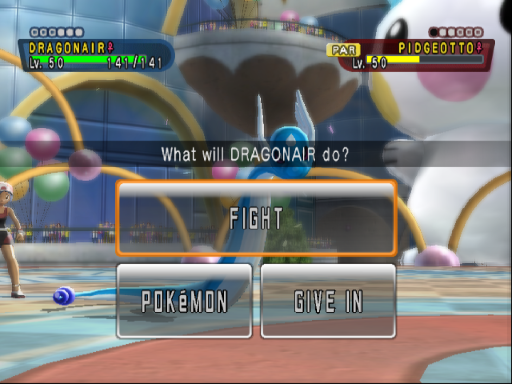 DRAGONAIR♀
Lv. 50 141/141
PAR PIDGEOTTO♀
Lv. 50
What will DRAGONAIR do?
FIGHT
POKéMON
GIVE IN